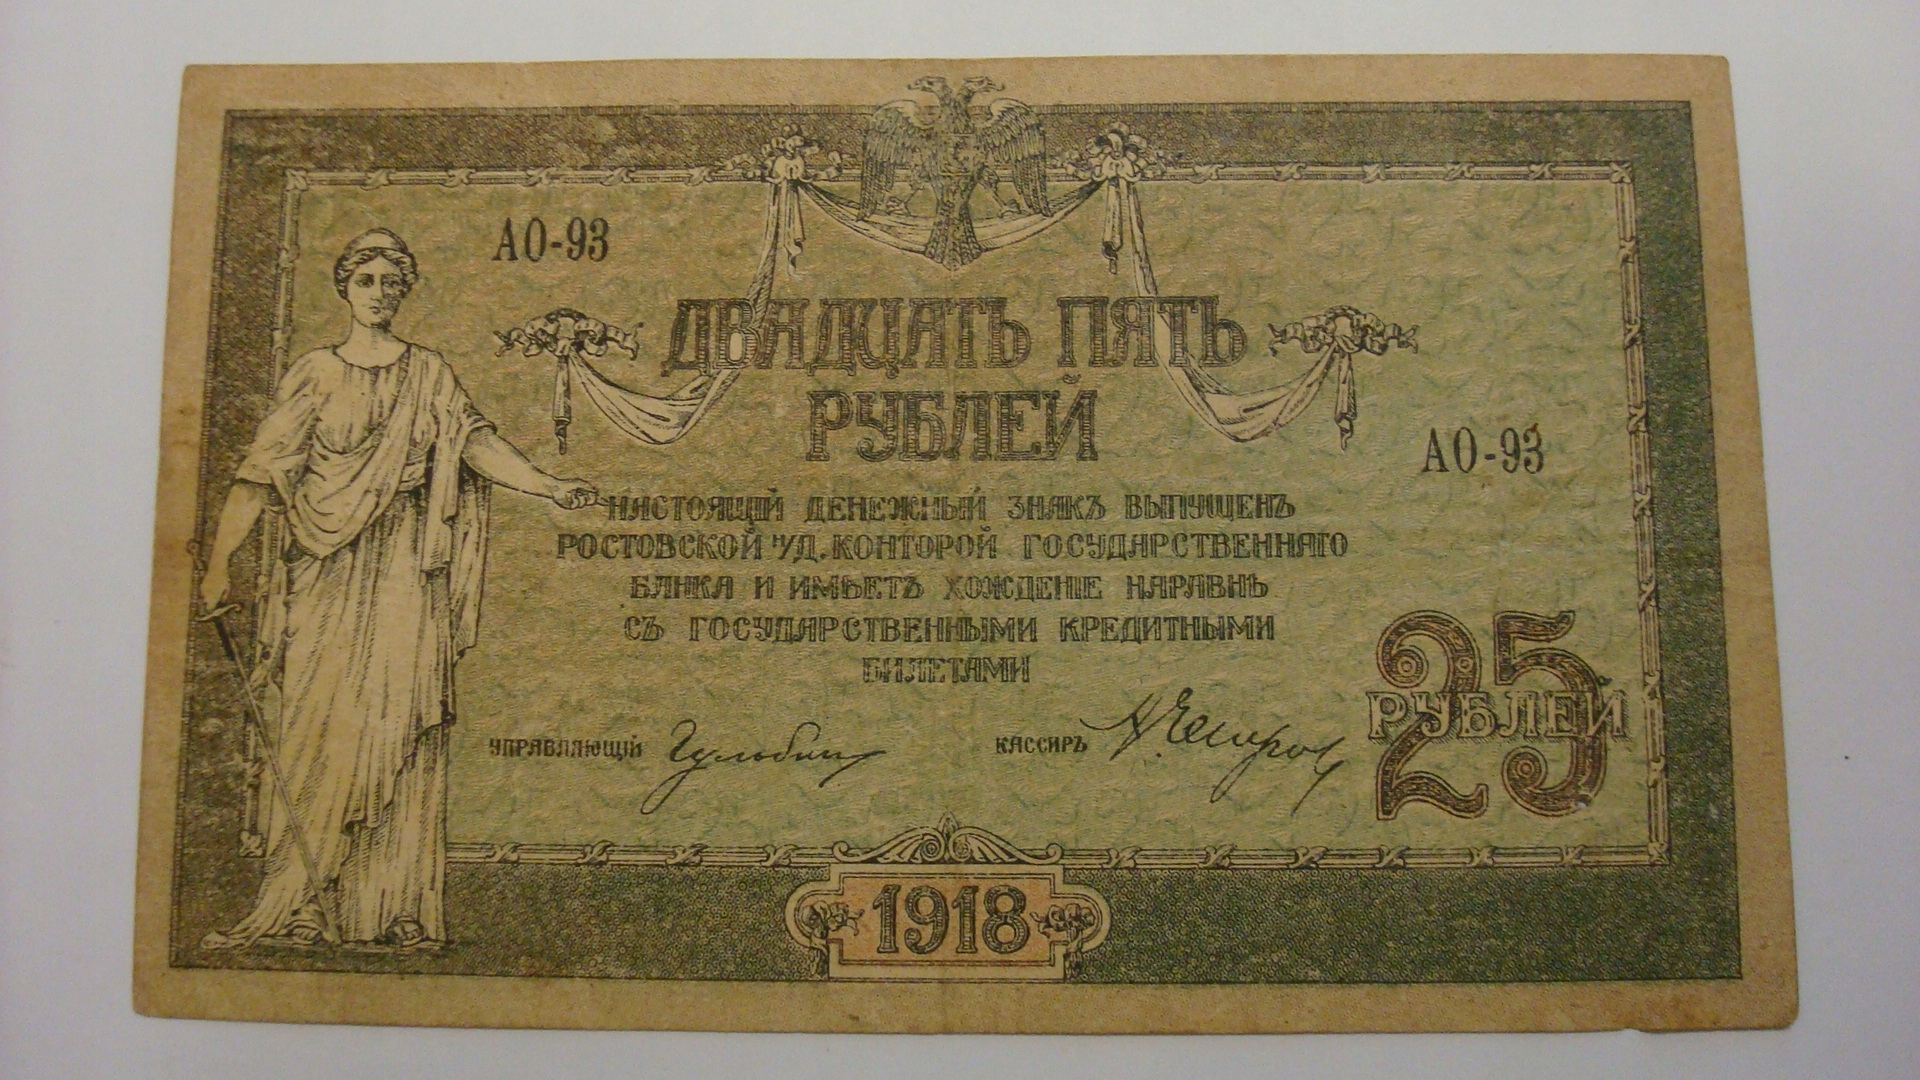 АО-93
ДВАДЦАТЬ ПЯТЬ
РУБЛЕЙ
АО-93
НАСТОЯЩІЙ ДЕНЕЖНЫЙ ЗНАКЪ ВЫПУЩЕНЪ
РОСТОВСКОЙ н/Д. КОНТОРОЙ ГОСУДАРСТВЕННАГО
БАНКА И ИМѢЕТЪ ХОЖДЕНІЕ НАРАВНѢ
СЪ ГОСУДАРСТВЕННЫМИ КРЕДИТНЫМИ
БИЛЕТАМИ
25
РУБЛЕЙ
УПРАВЛЯЮЩІЙ Гульбин КАССИРЪ
1918